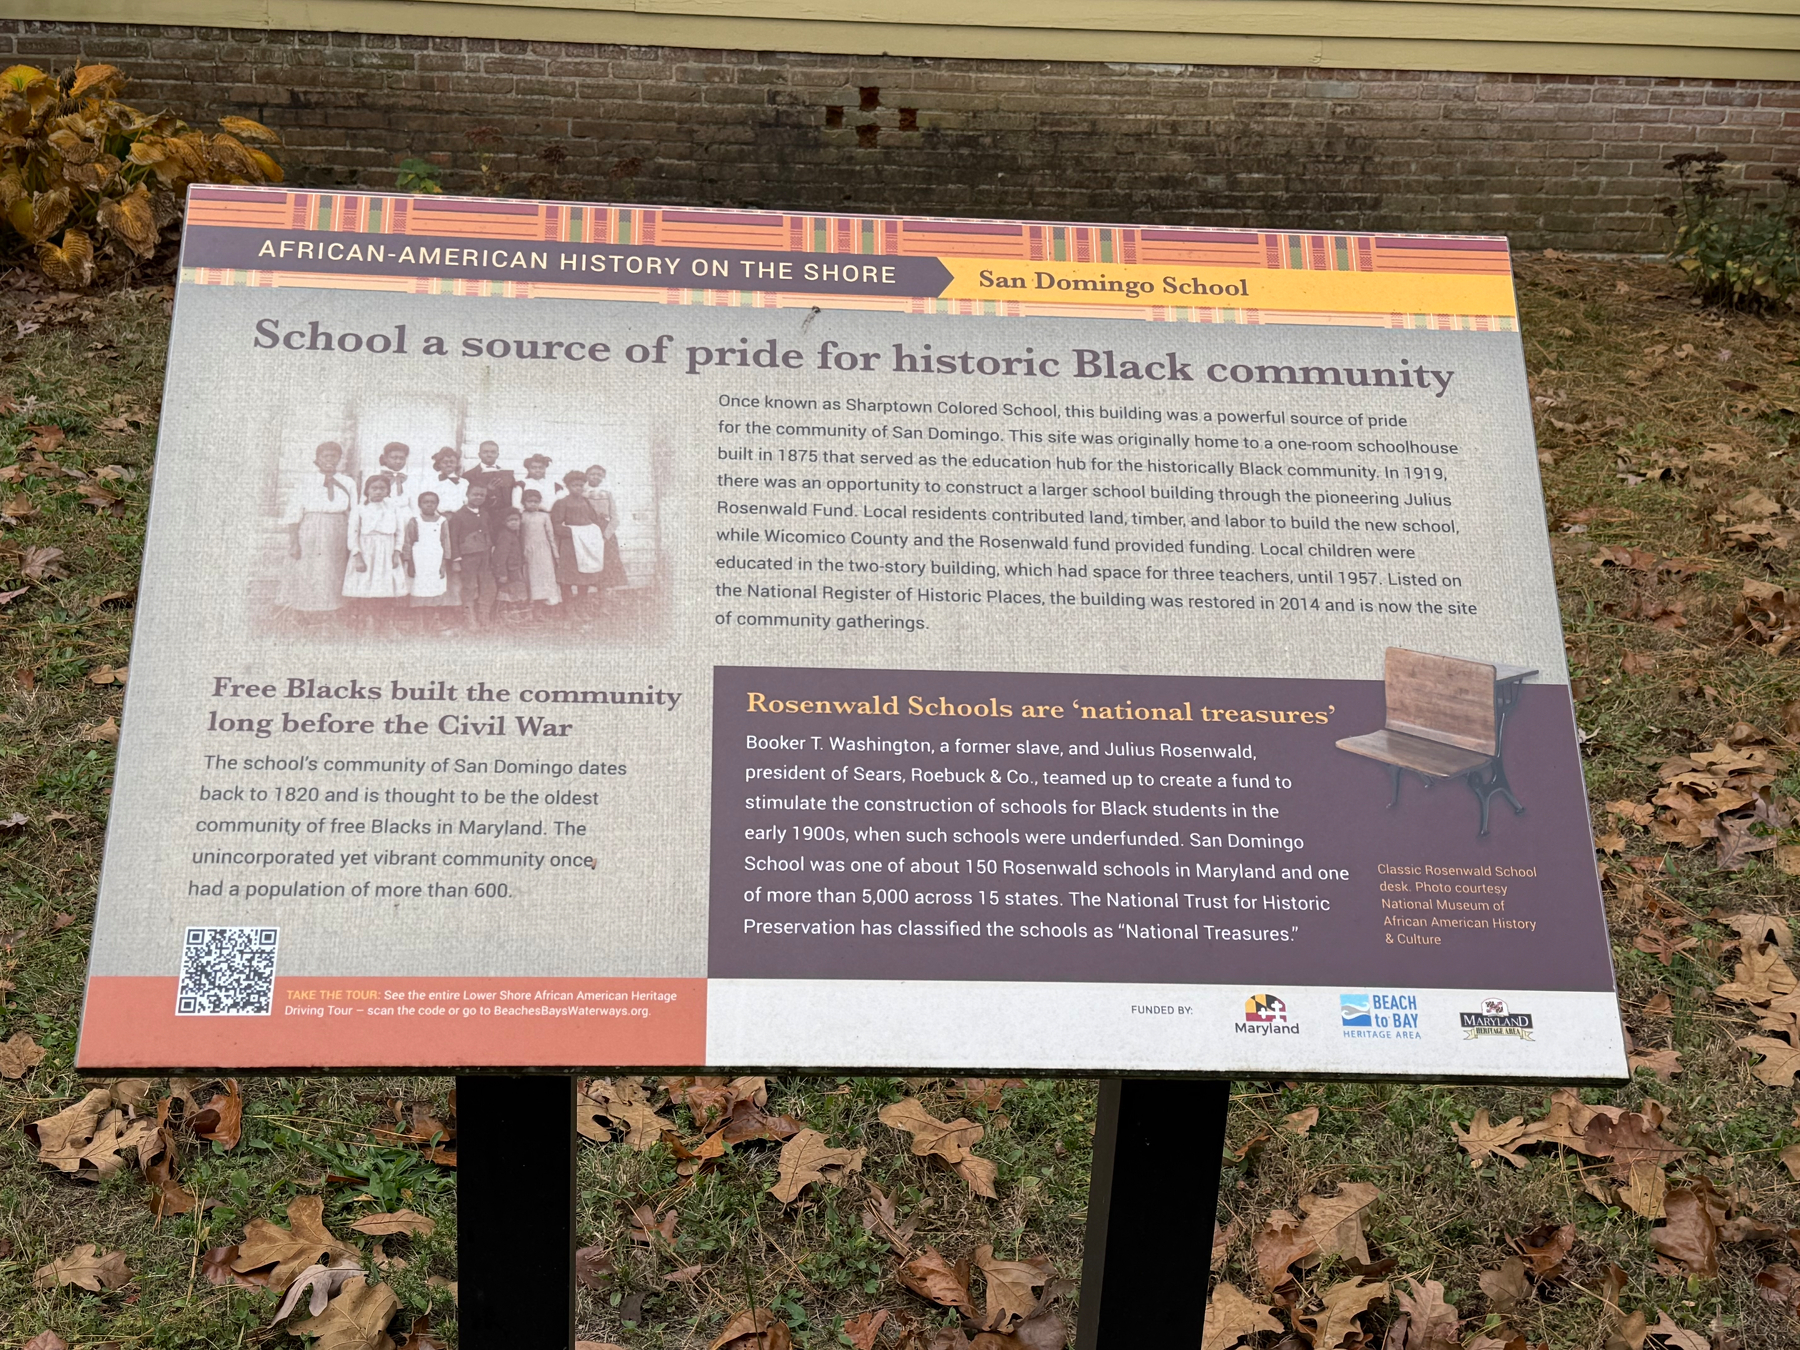 AFRICAN-AMERICAN HISTORY ON THE SHORE
San Domingo School
School a source of pride for historic Black community
Once known as Sharptown Colored School, this building was a powerful source of pride
for the community of San Domingo. This site was originally home to a one-room schoolhouse
built in 1875 that served as the education hub for the historically Black community. In 1919,
there was an opportunity to construct a larger school building through the pioneering Julius
Rosenwald Fund. Local residents contributed land, timber, and labor to build the new school,
while Wicomico County and the Rosenwald fund provided funding. Local children were
educated in the two-story building, which had space for three teachers, until 1957. Listed on
the National Register of Historic Places, the building was restored in 2014 and is now the site
of community gatherings.
Free Blacks built the community
long before the Civil War
The school's community of San Domingo dates
back to 1820 and is thought to be the oldest
community of free Blacks in Maryland. The
unincorporated yet vibrant community once
had a population of more than 600.
Rosenwald Schools are ‘national treasures’
Booker T. Washington, a former slave, and Julius Rosenwald,
president of Sears, Roebuck & Co., teamed up to create a fund to
stimulate the construction of schools for Black students in the
early 1900s, when such schools were underfunded. San Domingo
School was one of about 150 Rosenwald schools in Maryland and one
of more than 5,000 across 15 states. The National Trust for Historic
Preservation has classified the schools as “National Treasures.”
Classic Rosenwald School
desk. Photo courtesy
National Museum of
African American History
& Culture
TAKE THE TOUR: See the entire Lower Shore African American Heritage
Driving Tour – scan the code or go to BeachesBaysWaterways.org.
FUNDED BY:
Maryland
BEACH
to BAY
HERITAGE AREA
MARYLAND
HERITAGE AREA